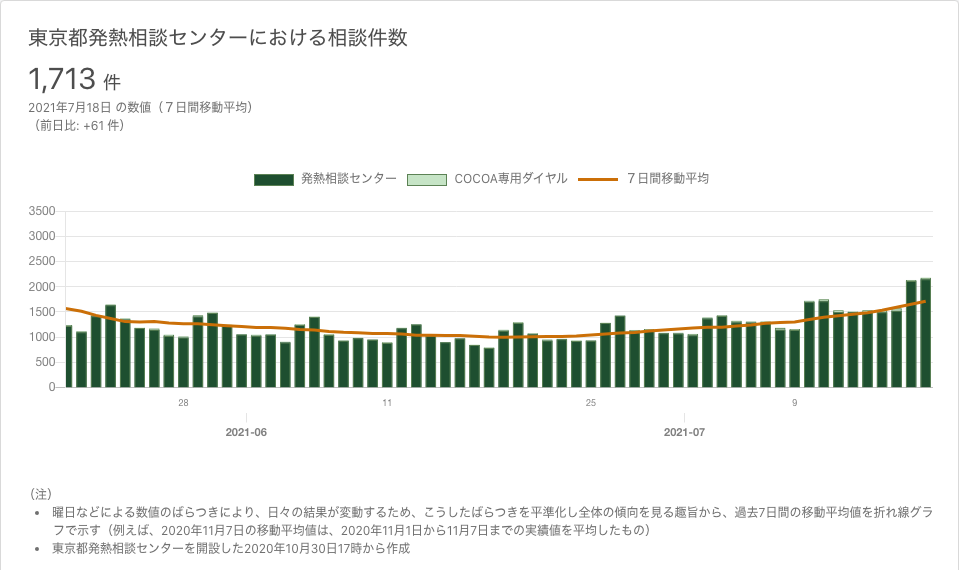 東京都発熱相談センターにおける相談件数
1,713 件
2021年7月18日 の数値（７日間移動平均）
（前日比: +61 件）
発熱相談センター COCOA専用ダイヤル ７日間移動平均
3500
3000
2500
2000
1500
1000
500
0
28 11 25 9
2021-06 2021-07
（注）
• 曜日などによる数値のばらつきにより、日々の結果が変動するため、こうしたばらつきを平準化し全体の傾向を見る趣旨から、過去7日間の移動平均値を折れ線グラ
フで示す（例えば、2020年11月7日の移動平均値は、2020年11月1日から11月7日までの実績値を平均したもの）
• 東京都発熱相談センターを開設した2020年10月30日17時から作成